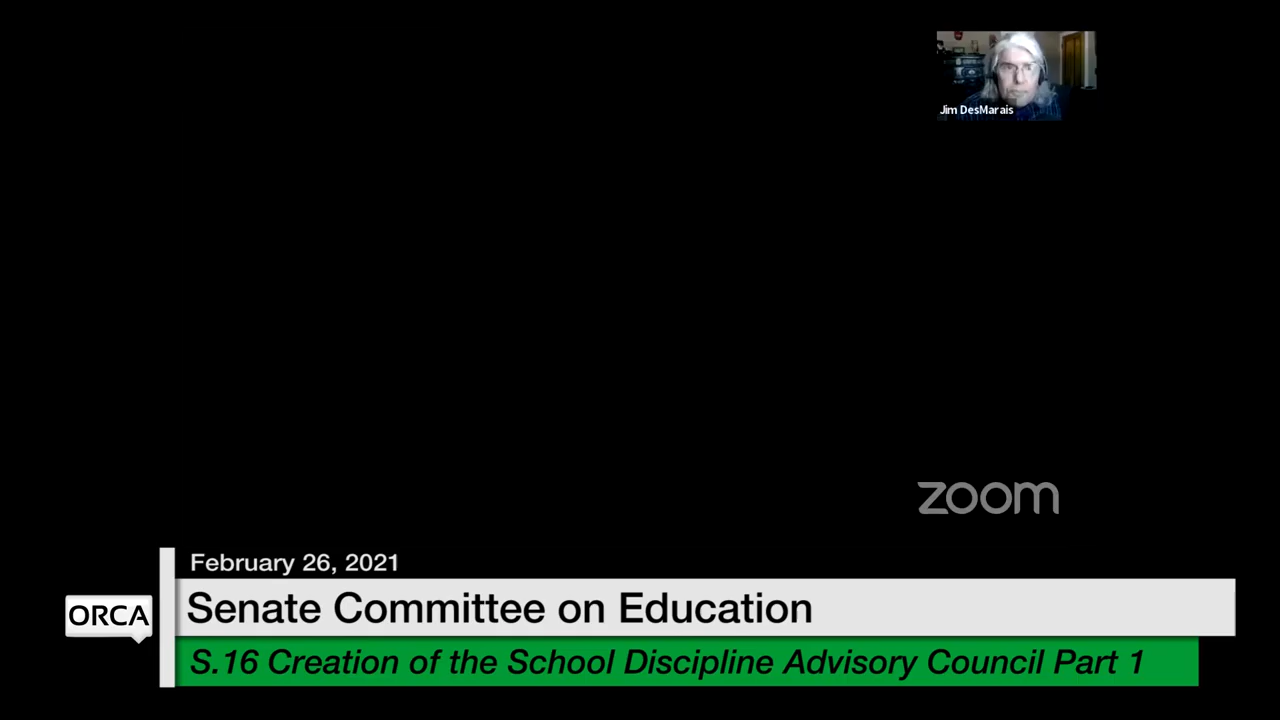 Jim DesMarais
zoom
February 26, 2021
Senate Committee on Education
ORCA
S.16 Creation of the School Discipline Advisory Council Part 1